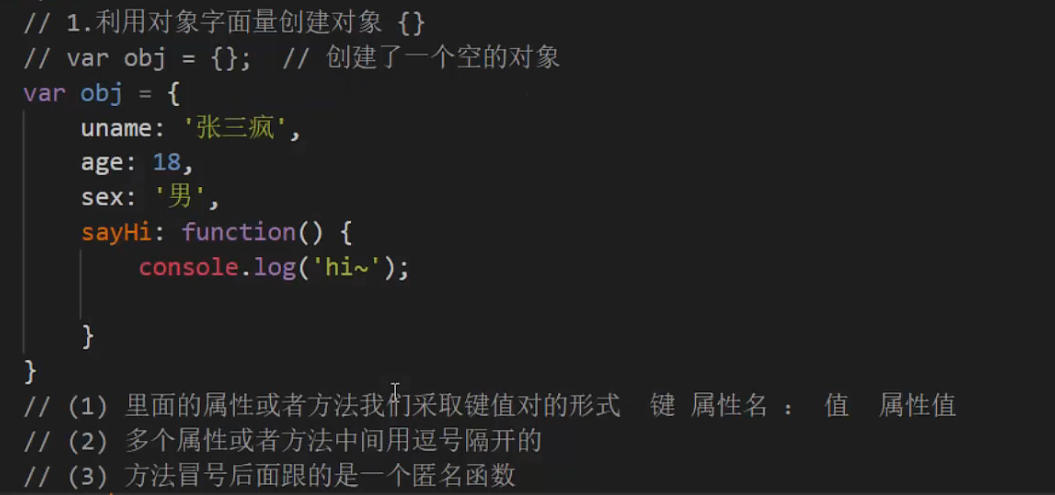 // 1.利用对象字面量创建对象 {}
// var obj = {};  // 创建了一个空的对象
var obj = {
    uname: '张三疯',
    age: 18,
    sex: '男',
    sayHi: function() {
        console.log('hi~');
    }
}
// (1) 里面的属性或者方法我们采取键值对的形式  键 属性名 ： 值  属性值
// (2) 多个属性或者方法中间用逗号隔开的
// (3) 方法冒号后面跟的是一个匿名函数